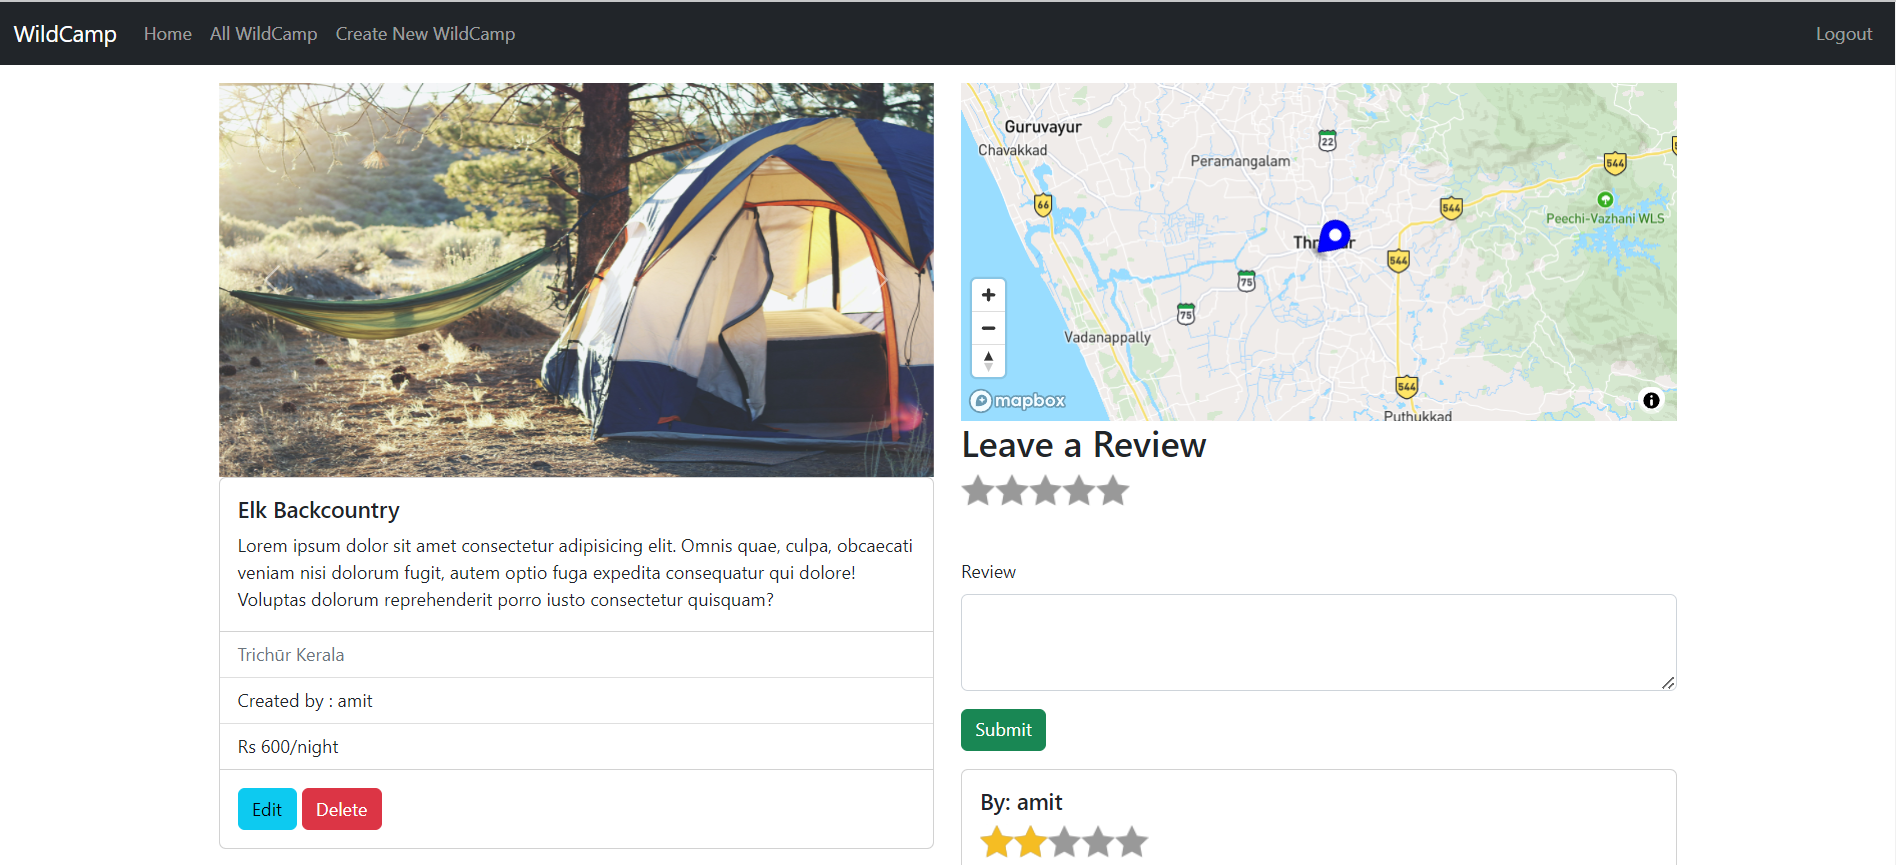 WildCamp Home All WildCamp Create New WildCamp Logout
Elk Backcountry
Lorem ipsum dolor sit amet consectetur adipisicing elit. Omnis quae, culpa, obcaecati
veniam nisi dolorum fugit, autem optio fuga expedita consequatur qui dolore!
Voluptas dolorum reprehenderit porro iusto consectetur quisquam?
Trichūr Kerala
Created by : amit
Rs 600/night
Edit Delete
Guruvayur
Chavakkad
Peramangalam
22
544
66
544
Peechi-Vazhani WLS
544
75
75
Vadanappally
544
mapbox
Puthukkad
Leave a Review
Review
Submit
By: amit